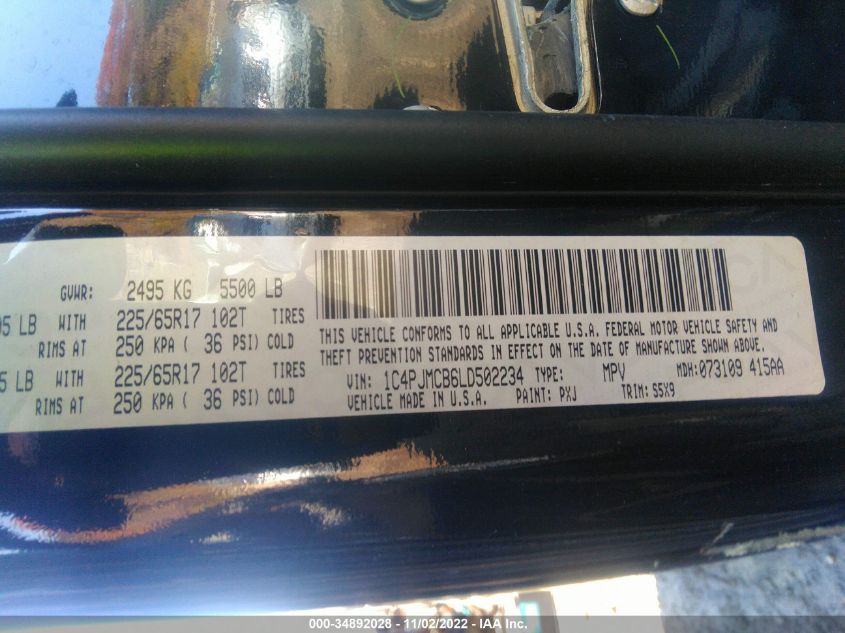 GVWR: 2495 KG 5500 LB
LB WITH 225/65R17 102T TIRES
RIMS AT 250 KPA ( 36 PSI) COLD
LB WITH 225/65R17 102T TIRES
RIMS AT 250 KPA ( 36 PSI) COLD
THIS VEHICLE CONFORMS TO ALL APPLICABLE U.S.A. FEDERAL MOTOR VEHICLE SAFETY AND
THEFT PREVENTION STANDARDS IN EFFECT ON THE DATE OF MANUFACTURE SHOWN ABOVE.
VIN: 1C4PJMCB6LD502234 TYPE: MPV MDH:073109 415AA
VEHICLE MADE IN U.S.A. PAINT: PXJ TRIM: S5X9
000-34892028 - 11/02/2022 - IAA Inc.